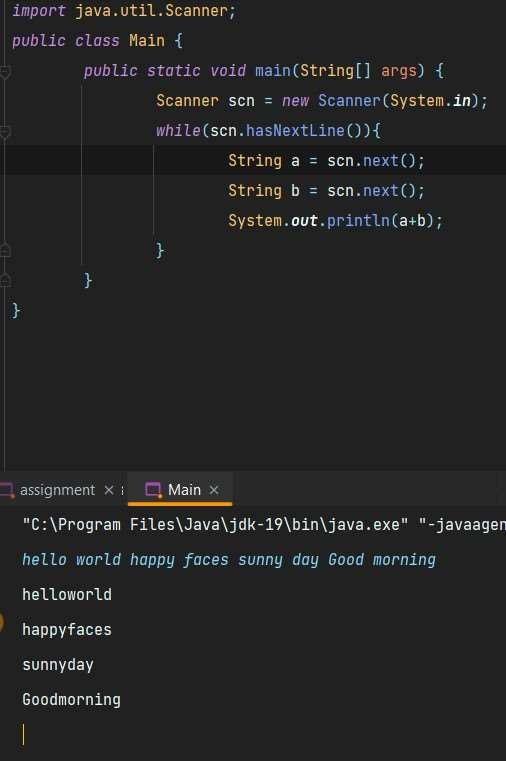 import java.util.Scanner;
public class Main {
public static void main(String[] args) {
Scanner scn = new Scanner(System.in);
while(scn.hasNextLine()){
String a = scn.next();
String b = scn.next();
System.out.println(a+b);
}
}
}
assignment × Main ×
"C:\Program Files\Java\jdk-19\bin\java.exe" "-javaagen
hello world happy faces sunny day Good morning
helloworld
happyfaces
sunnyday
Goodmorning